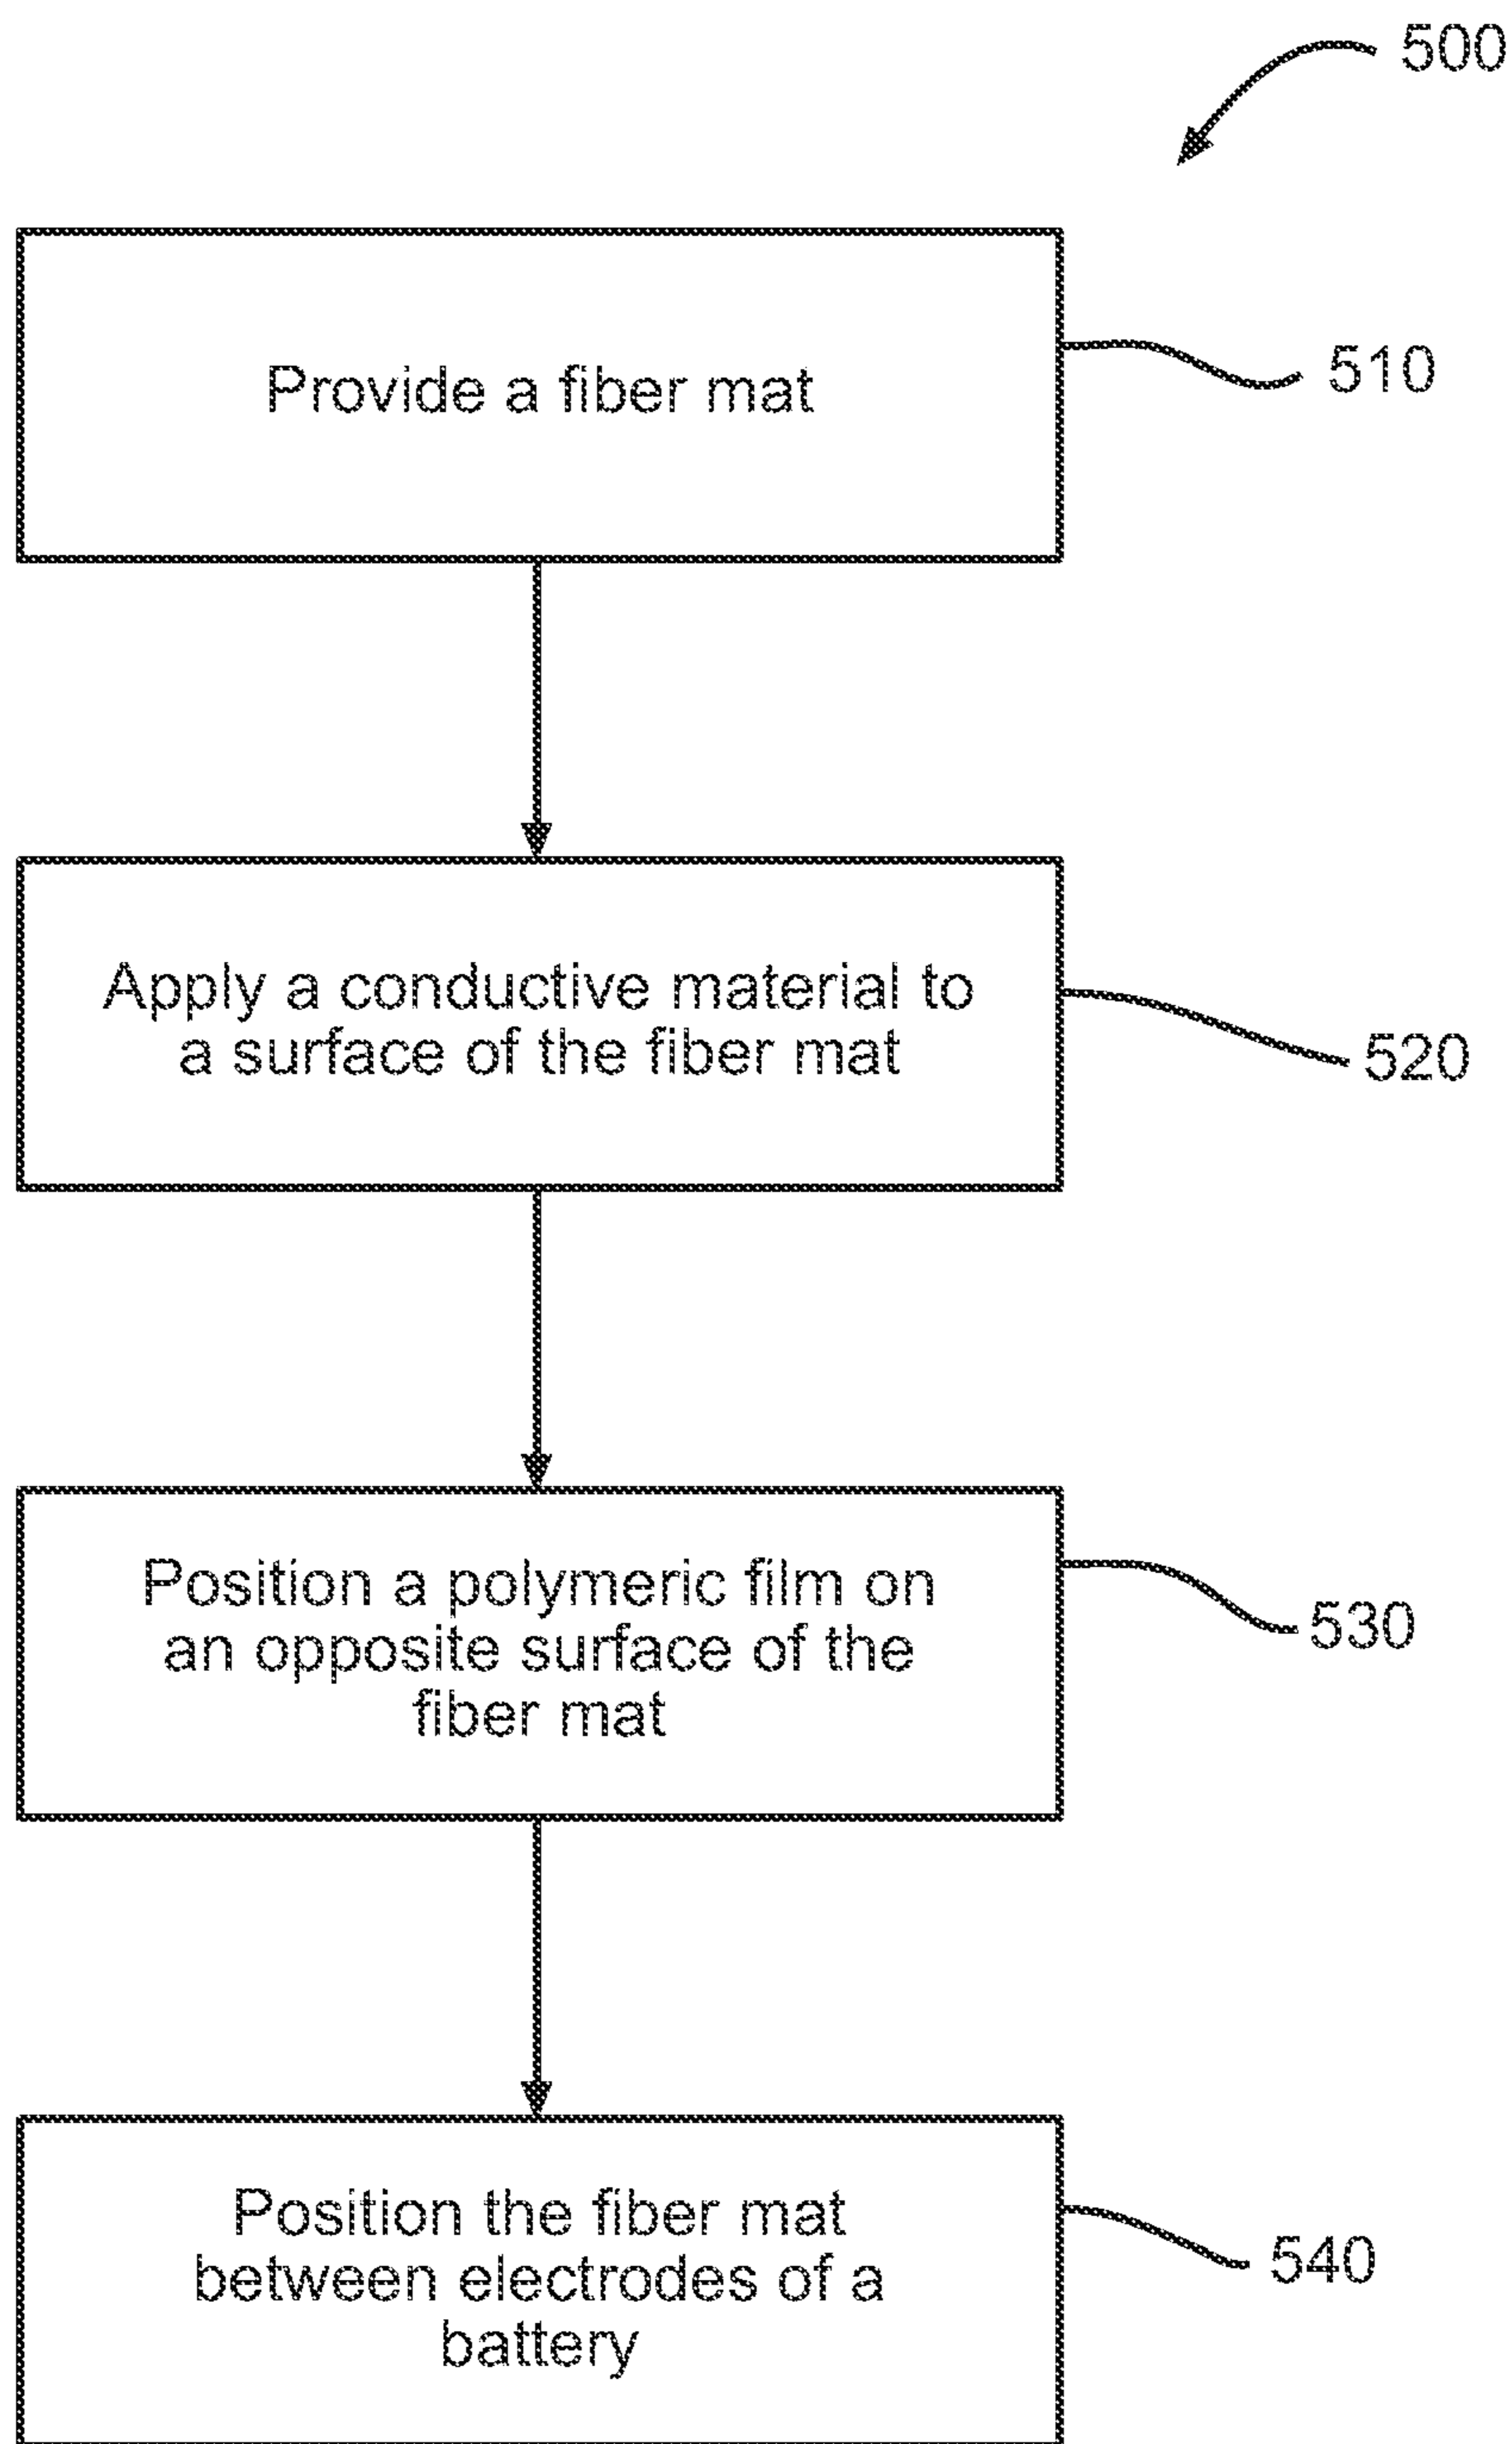 500
Provide a fiber mat
510
Apply a conductive material to
a surface of the fiber mat
520
Position a polymeric film on
an opposite surface of the
fiber mat
530
Position the fiber mat
between electrodes of a
battery
540